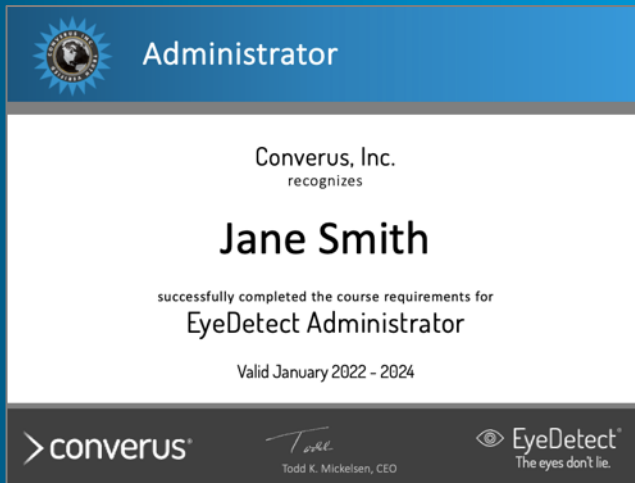 Administrator
Converus, Inc.
recognizes
Jane Smith
successfully completed the course requirements for
EyeDetect Administrator
Valid January 2022 - 2024
converus®
Todd
Todd K. Mickelsen, CEO
EyeDetect®
The eyes don't lie.